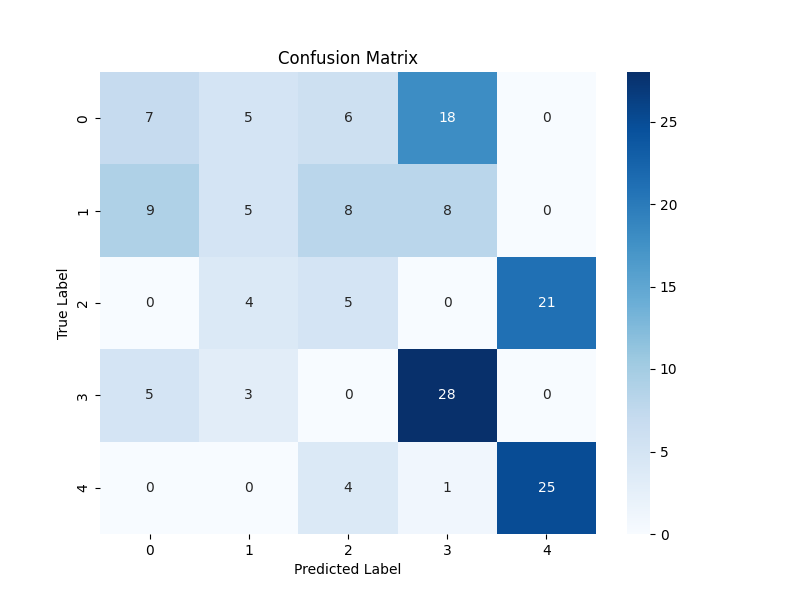 Confusion Matrix
True Label
0 7 5 6 18 0
1 9 5 8 8 0
2 0 4 5 0 21
3 5 3 0 28 0
4 0 0 4 1 25
0 1 2 3 4
Predicted Label
25
20
15
10
5
0